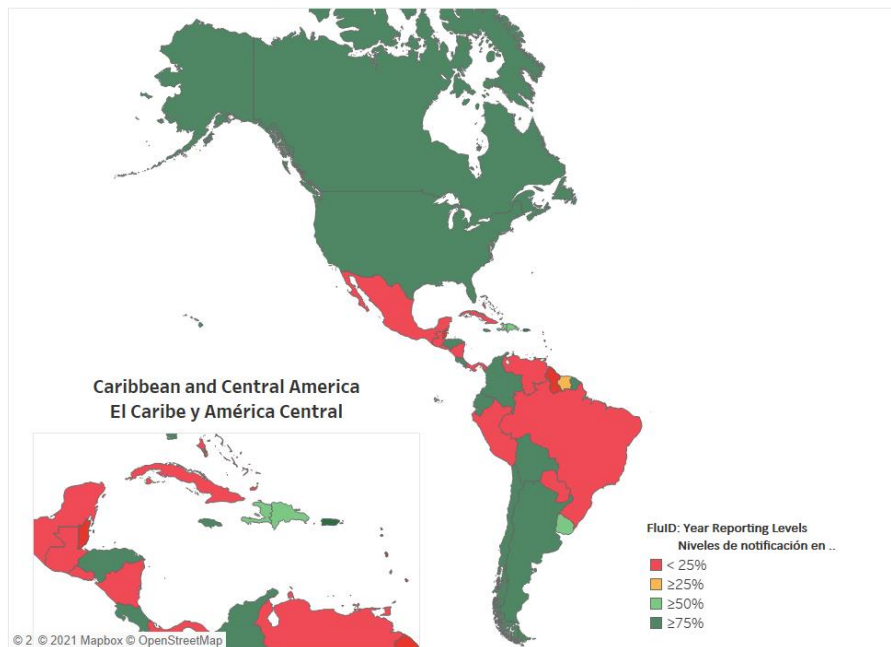 Caribbean and Central America
El Caribe y América Central
FluID: Year Reporting Levels
Niveles de notificación en ..
< 25%
≥25%
≥50%
≥75%
© 2 © 2021 Mapbox © OpenStreetMap